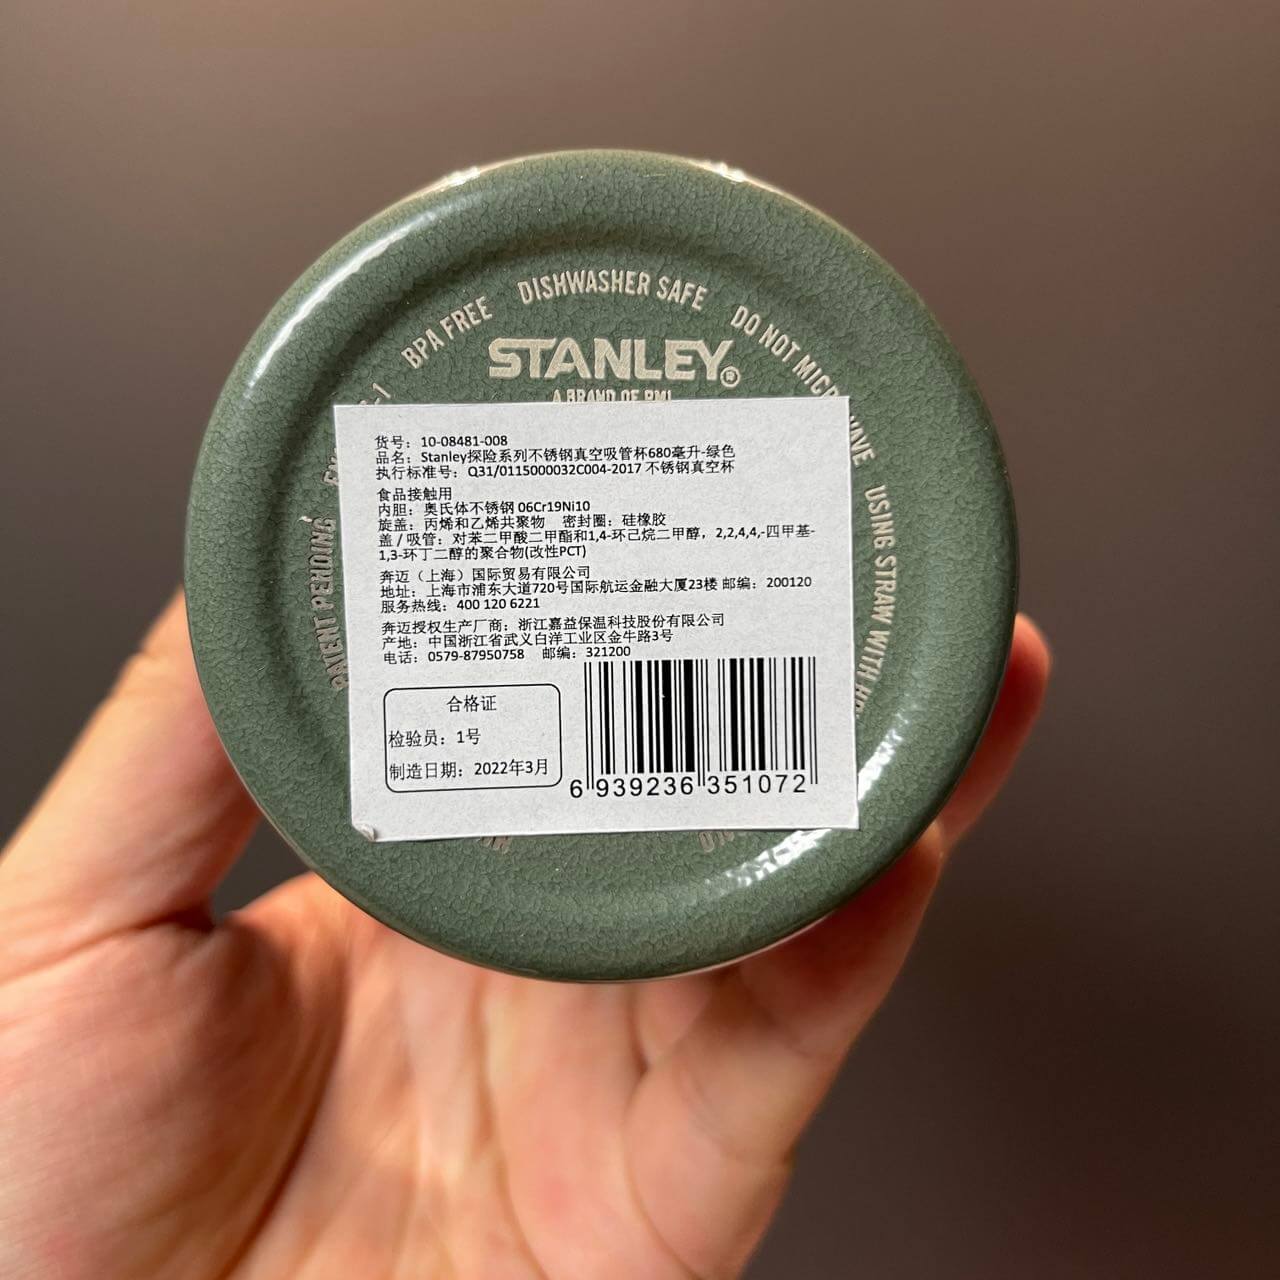 BPA FREE
DISHWASHER SAFE
DO NOT MICR WAVE
USING STRAW WITH
PATENT PENDING
STANLEY®
A BRAND OF PMI
货号：10-08481-008
品名：Stanley探险系列不锈钢真空吸管杯680毫升-绿色
执行标准号：Q31/0115000032C004-2017 不锈钢真空杯
食品接触用
内胆：奥氏体不锈钢 06Cr19Ni10
旋盖：丙烯和乙烯共聚物 密封圈：硅橡胶
盖 / 吸管：对苯二甲酸二甲酯和1,4-环己烷二甲醇，2,2,4,4,-四甲基-
1,3-环丁二醇的聚合物(改性PCT)
奔迈（上海）国际贸易有限公司
地址：上海市浦东大道720号国际航运金融大厦23楼 邮编：200120
服务热线：400 120 6221
奔迈授权生产厂商：浙江嘉益保温科技股份有限公司
产地：中国浙江省武义白洋工业区金牛路3号
电话：0579-87950758 邮编：321200
合格证
检验员：1号
制造日期：2022年3月
6 939236 351072